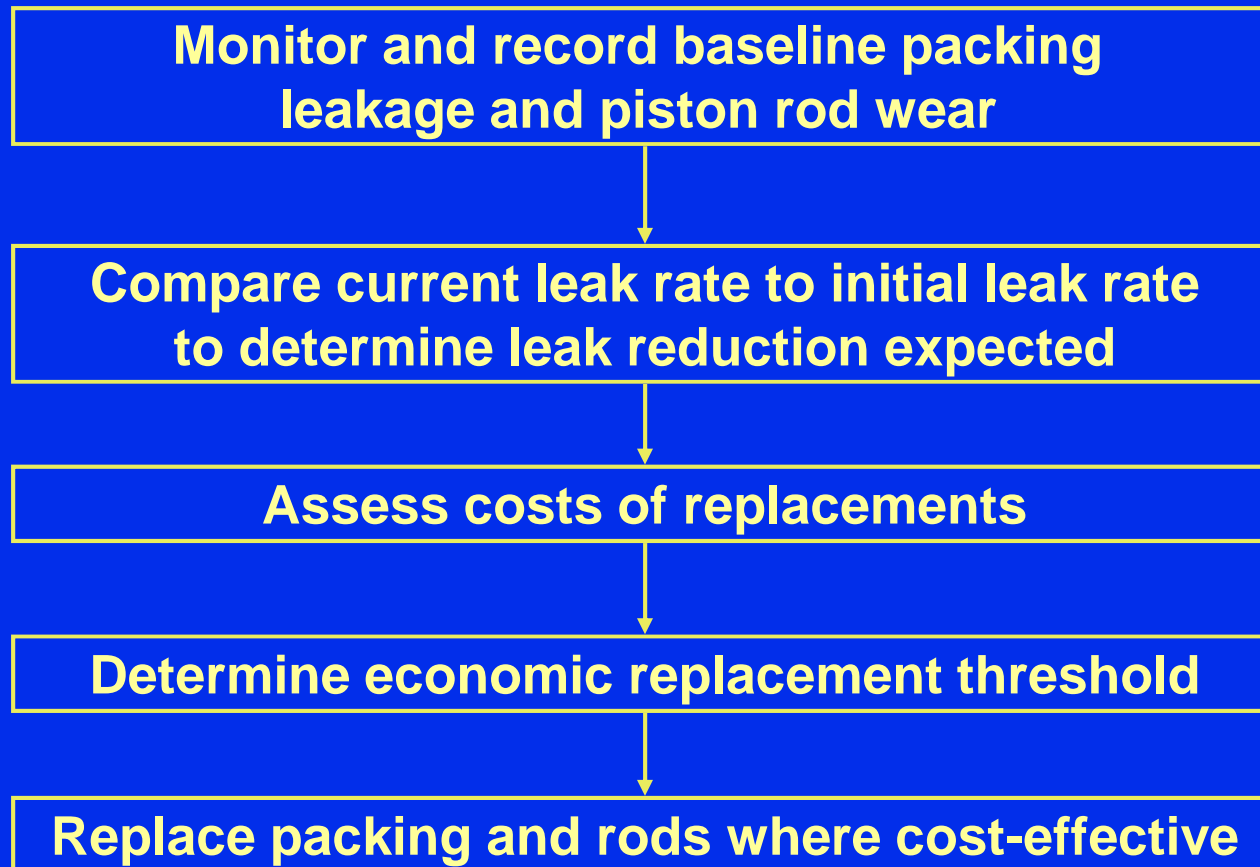 Monitor and record baseline packing
leakage and piston rod wear
Compare current leak rate to initial leak rate
to determine leak reduction expected
Assess costs of replacements
Determine economic replacement threshold
Replace packing and rods where cost-effective